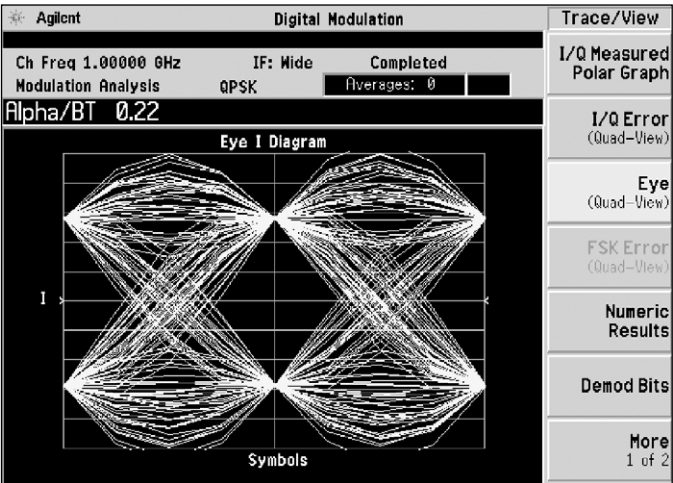 Agilent Digital Modulation Trace/View
Ch Freq 1.00000 GHz IF: Wide Completed
Modulation Analysis QPSK Averages: 0
Alpha/BT 0.22
Eye I Diagram
I
Symbols
I/Q Measured
Polar Graph
I/Q Error
(Quad-View)
Eye
(Quad-View)
FSK Error
(Quad-View)
Numeric
Results
Demod Bits
More
1 of 2